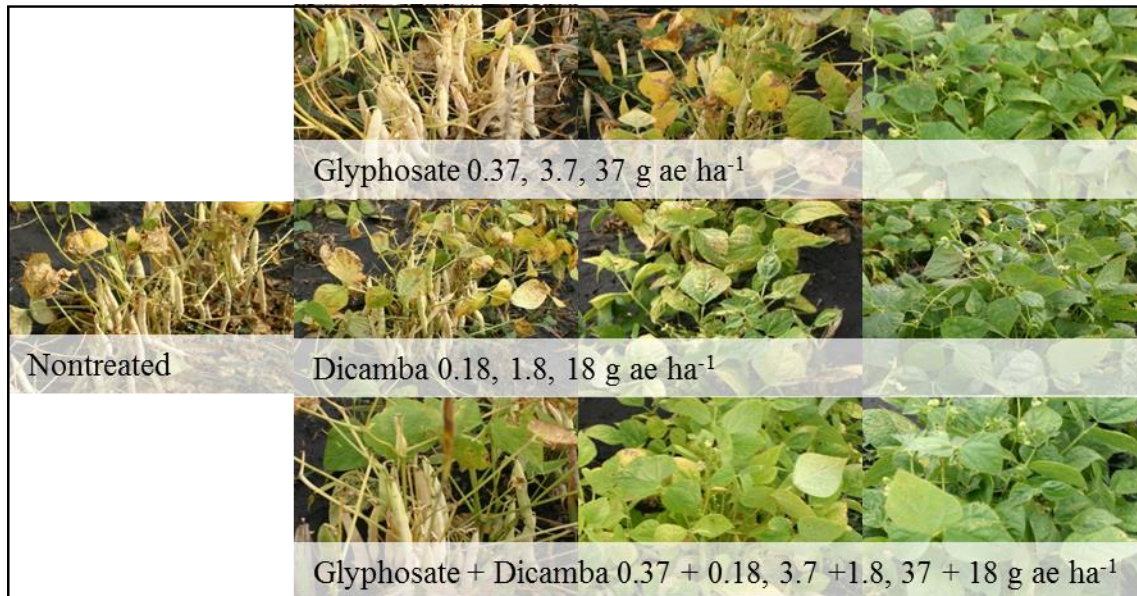 Glyphosate 0.37, 3.7, 37 g ae ha⁻¹
Nontreated
Dicamba 0.18, 1.8, 18 g ae ha⁻¹
Glyphosate + Dicamba 0.37 + 0.18, 3.7 +1.8, 37 + 18 g ae ha⁻¹